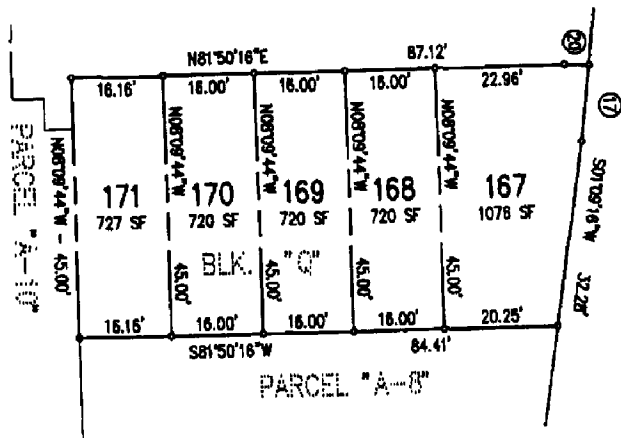 N81°50'16"E
87.12'
20
16.16'
16.00'
16.00'
16.00'
22.96'
17
N08°09'44"W
N08°09'44"W
N08°09'44"W
N08°09'44"W
N08°09'44"W - 45.00'
PARCEL "A-10"
171
727 SF
170
720 SF
169
720 SF
168
720 SF
167
1078 SF
S01°09'16"W 32.28'
BLK. "Q"
45.00'
45.00'
45.00'
45.00'
16.16'
16.00'
16.00'
16.00'
20.25'
S81°50'16"W
84.41'
PARCEL "A-8"